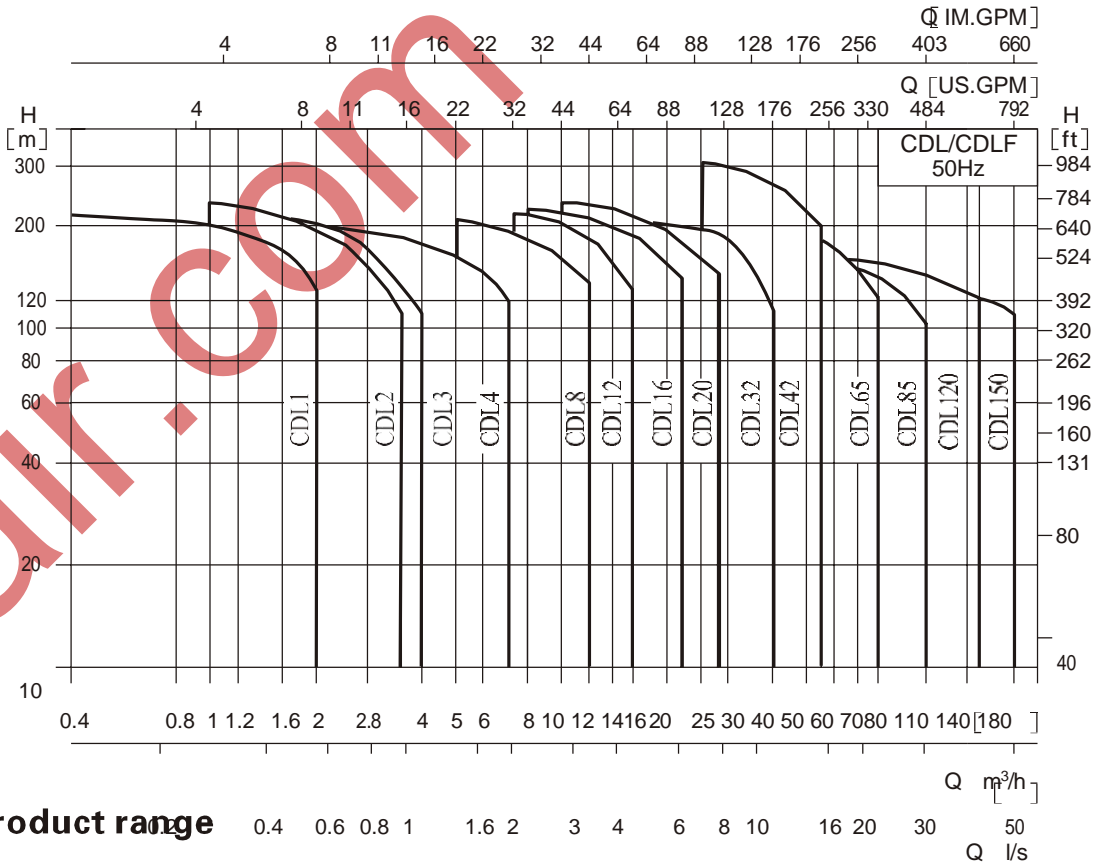 Q [IM.GPM]
4 8 11 16 22 32 44 64 88 128 176 256 403 660
Q [US.GPM]
4 8 11 16 22 32 44 64 88 128 176 256 330 484 792
H
[m]
H
[ft]
CDL/CDLF
50Hz
300 984
784
200 640
524
120 392
100 320
80 262
60 196
160
40 131
80
20
40
10
CDL1 CDL2 CDL3 CDL4 CDL8 CDL12 CDL16 CDL20 CDL32 CDL42 CDL65 CDL85 CDL120 CDL150
0.4 0.8 1 1.2 1.6 2 2.8 4 5 6 8 10 12 14 16 20 25 30 40 50 60 70 80 110 140 [180 ]
Q m³/h
[ ]
roduct range
0.2 0.4 0.6 0.8 1 1.6 2 3 4 6 8 10 16 20 30 50
Q l/s
ir.com